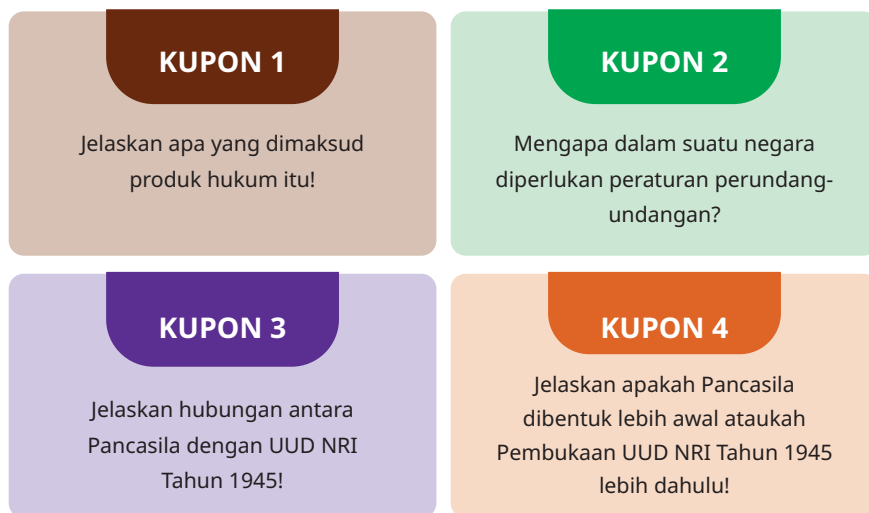 KUPON 1
Jelaskan apa yang dimaksud
produk hukum itu!
KUPON 2
Mengapa dalam suatu negara
diperlukan peraturan perundang-
undangan?
KUPON 3
Jelaskan hubungan antara
Pancasila dengan UUD NRI
Tahun 1945!
KUPON 4
Jelaskan apakah Pancasila
dibentuk lebih awal ataukah
Pembukaan UUD NRI Tahun 1945
lebih dahulu!